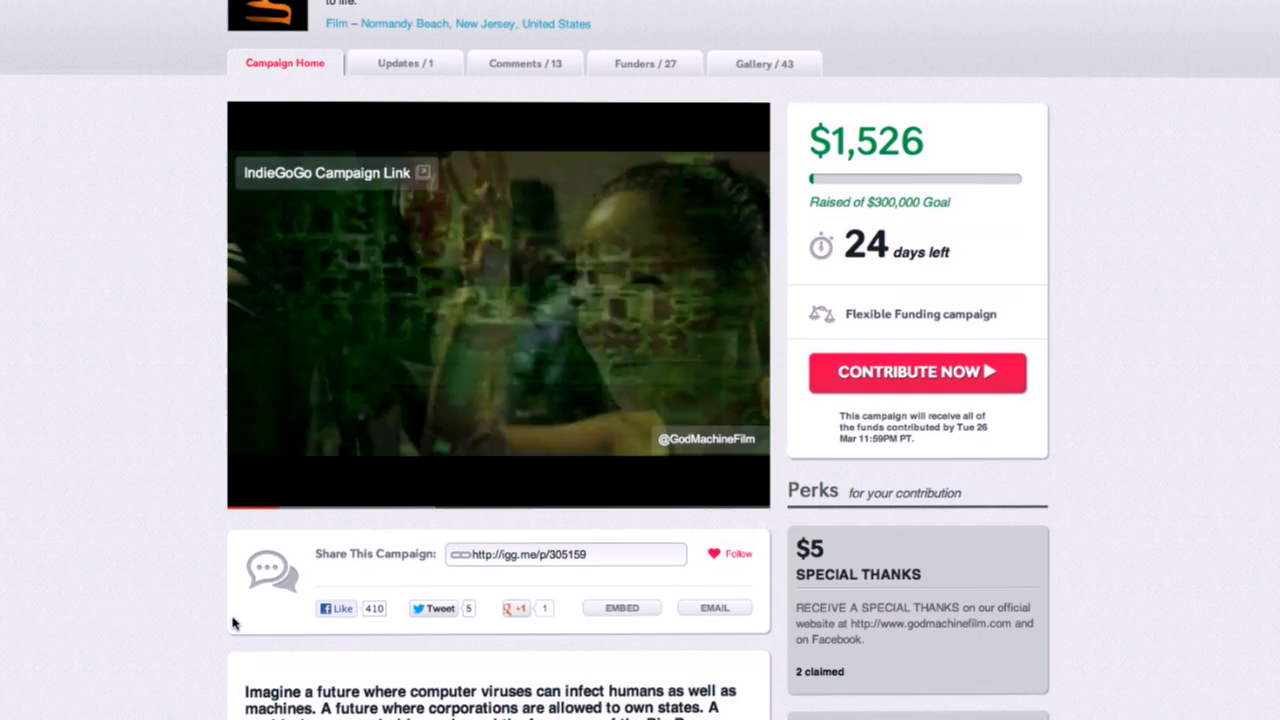 to life.
Film – Normandy Beach, New Jersey, United States
Campaign Home
Updates / 1
Comments / 13
Funders / 27
Gallery / 43
IndieGoGo Campaign Link
@GodMachineFilm
$1,526
Raised of $300,000 Goal
24 days left
Flexible Funding campaign
CONTRIBUTE NOW
This campaign will receive all of
the funds contributed by Tue 26
Mar 11:59PM PT.
Perks for your contribution
$5
SPECIAL THANKS
RECEIVE A SPECIAL THANKS on our official
website at http://www.godmachinefilm.com and
on Facebook.
2 claimed
Share This Campaign:
http://igg.me/p/305159
Follow
Like 410
Tweet 5
+1 1
EMBED
EMAIL
Imagine a future where computer viruses can infect humans as well as
machines. A future where corporations are allowed to own states. A